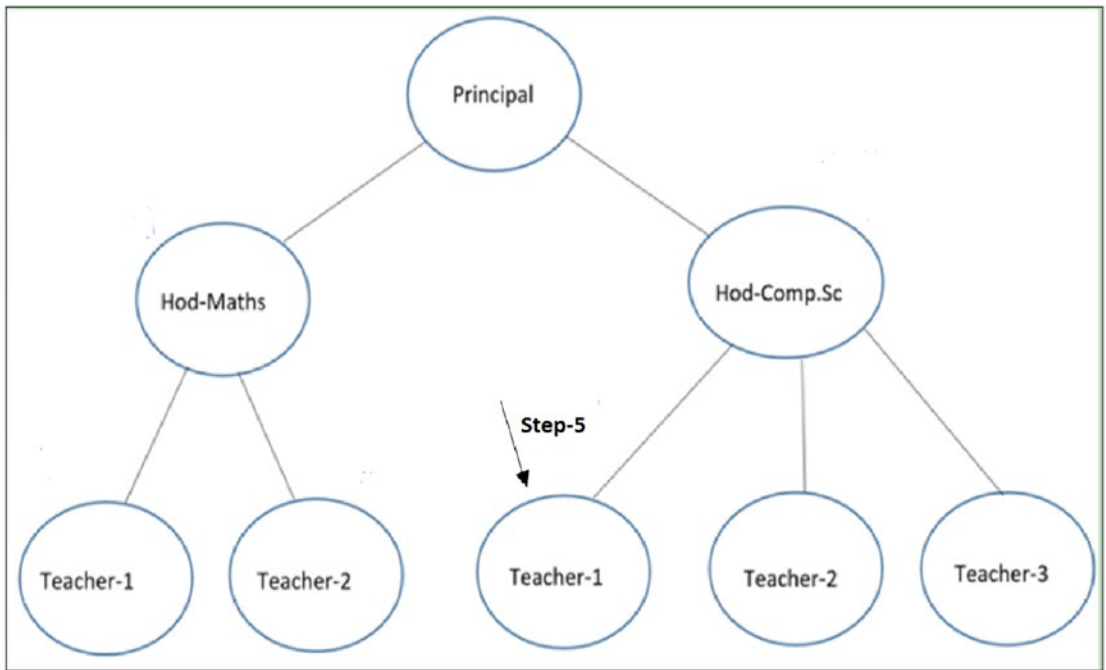 Principal
Hod-Maths
Hod-Comp.Sc
Step-5
Teacher-1
Teacher-2
Teacher-1
Teacher-2
Teacher-3